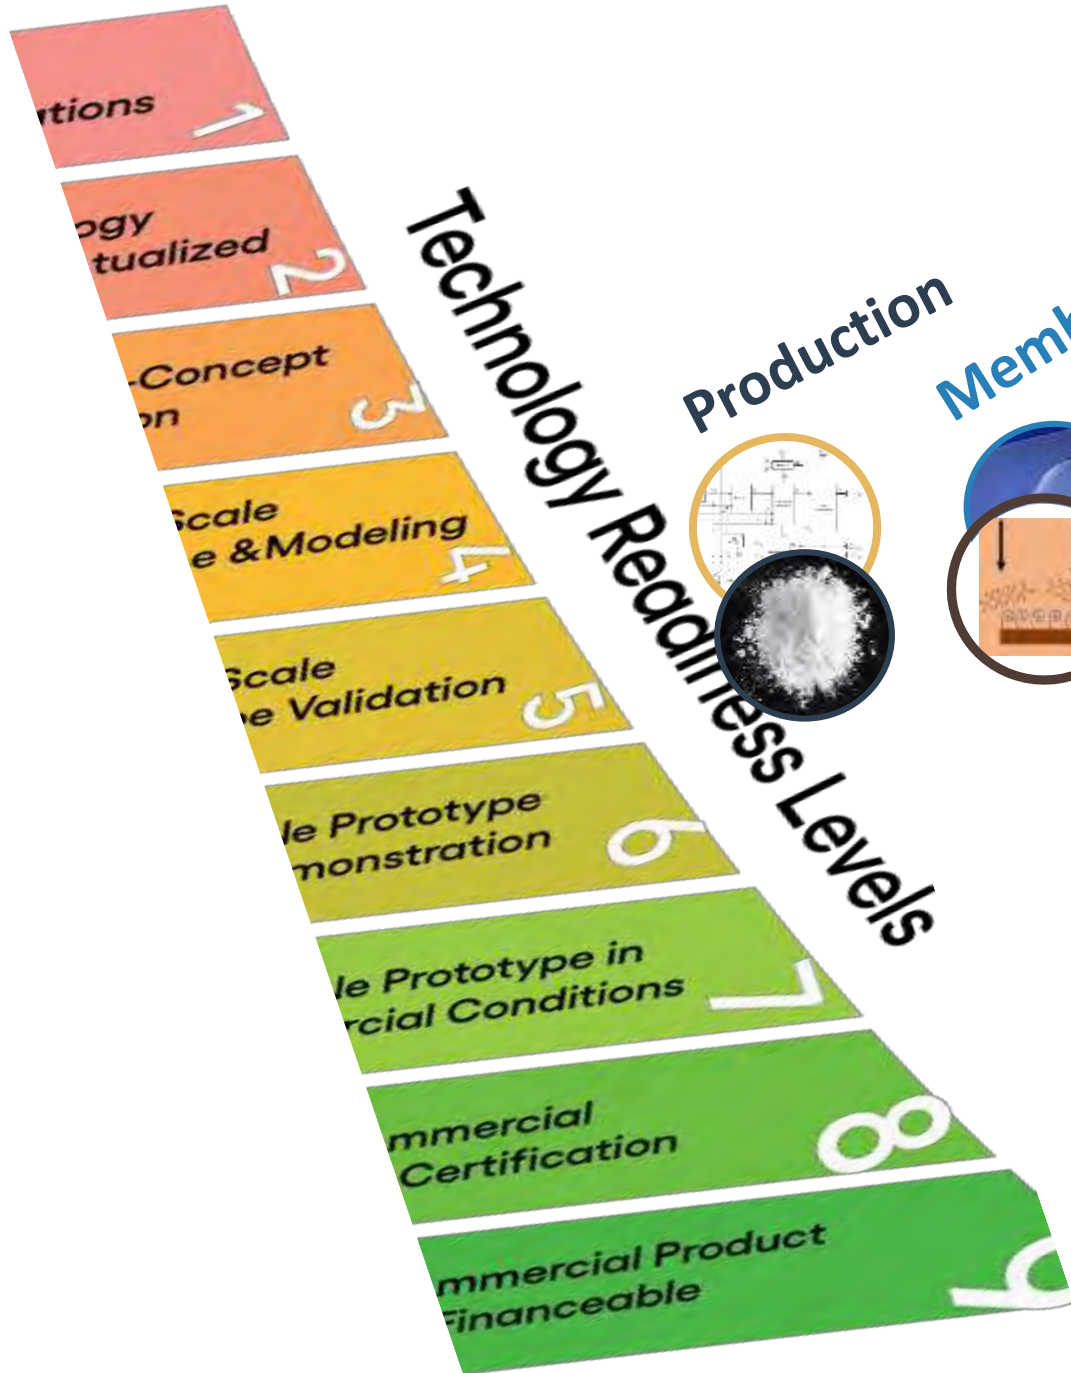 ations
1
ogy
tualized
2
-Concept
on
3
Scale
e &Modeling
4
Scale
e Validation
5
le Prototype
monstration
6
le Prototype in
rcial Conditions
7
mmercial
Certification
8
mmercial Product
Financeable
9
Technology Readiness Levels
Production
Memb